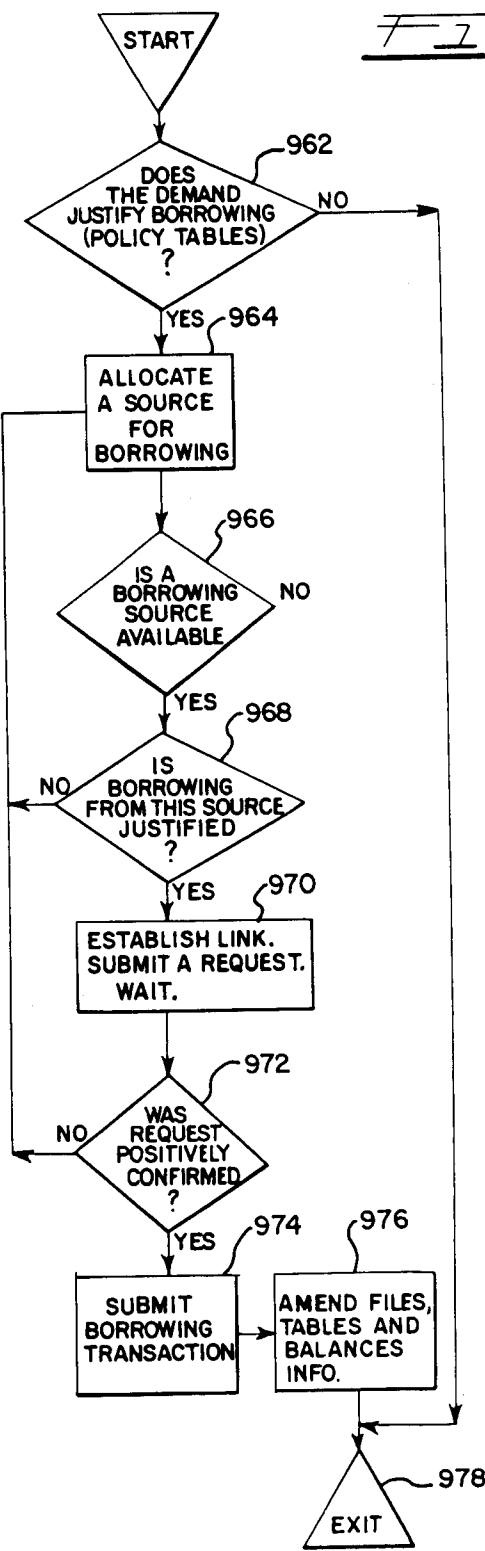 START
962
DOES
THE DEMAND
JUSTIFY BORROWING
(POLICY TABLES)
?
NO
YES
964
ALLOCATE
A SOURCE
FOR
BORROWING
966
IS A
BORROWING
SOURCE
AVAILABLE
NO
YES
968
IS
BORROWING
FROM THIS SOURCE
JUSTIFIED
?
NO
YES
970
ESTABLISH LINK.
SUBMIT A REQUEST.
WAIT.
972
WAS
REQUEST
POSITIVELY
CONFIRMED
?
NO
YES
974
SUBMIT
BORROWING
TRANSACTION
976
AMEND FILES,
TABLES AND
BALANCES
INFO.
978
EXIT